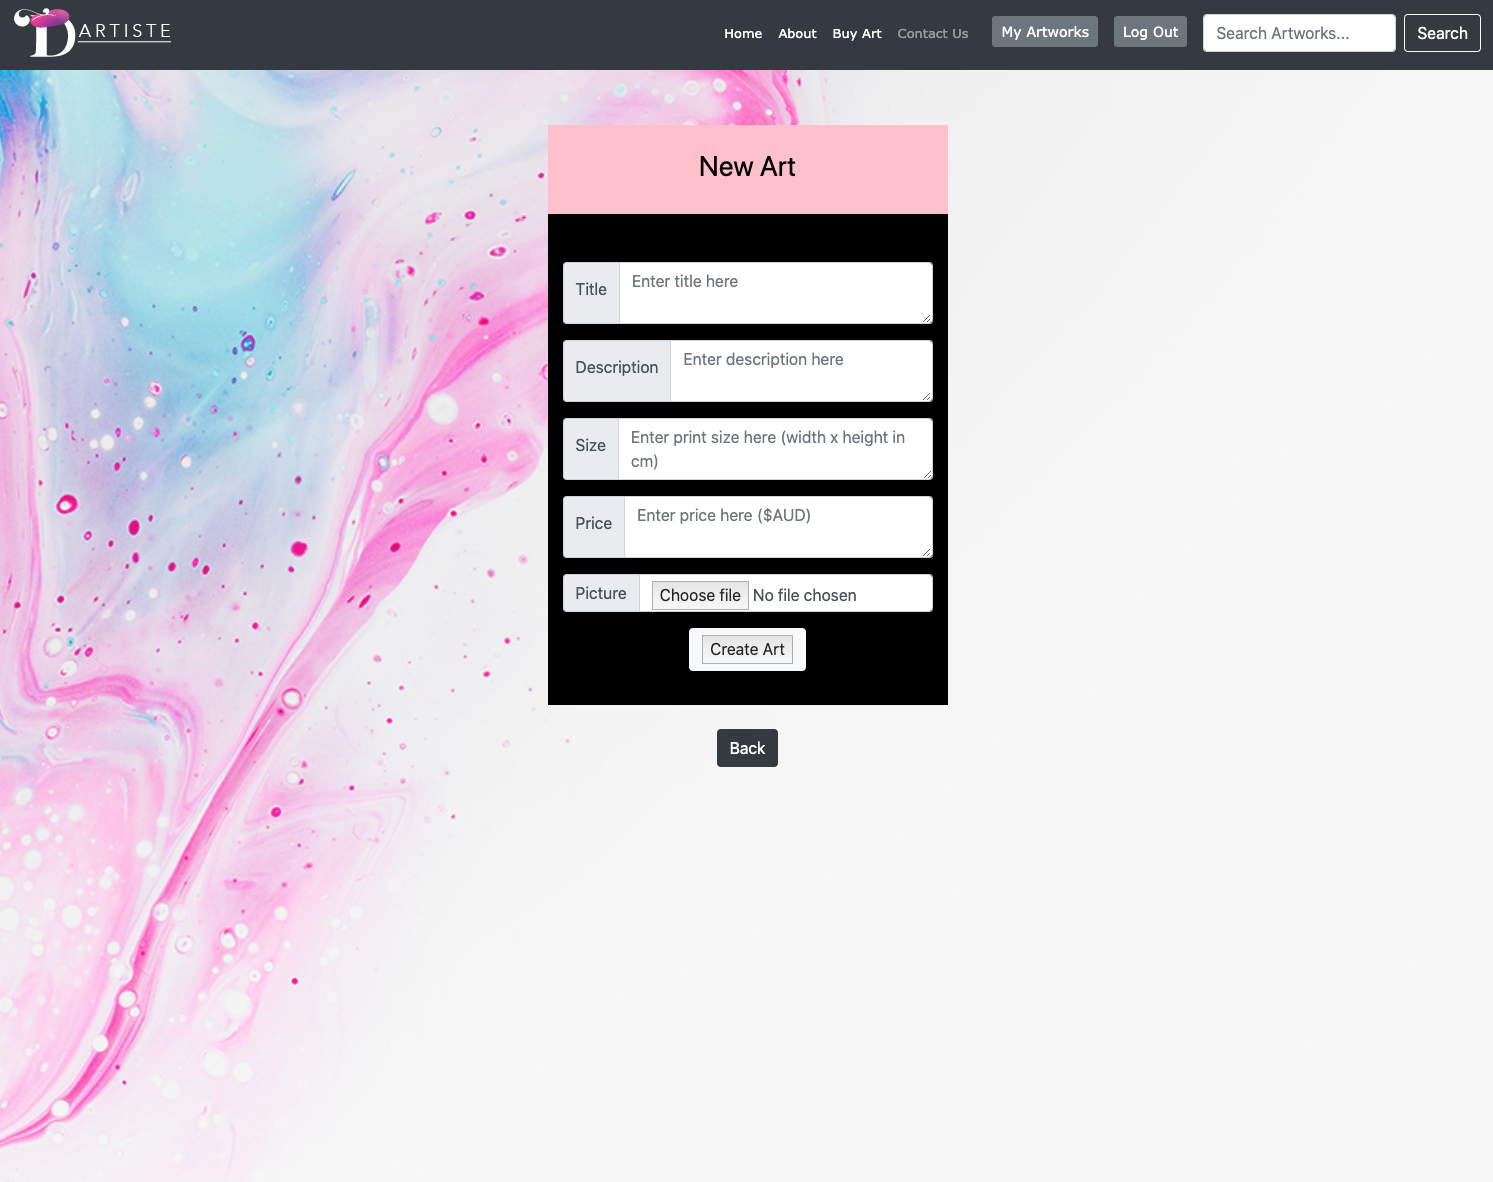 DARTISTE
Home About Buy Art Contact Us My Artworks Log Out Search Artworks... Search
New Art
Title Enter title here
Description Enter description here
Size Enter print size here (width x height in
cm)
Price Enter price here ($AUD)
Picture Choose file No file chosen
Create Art
Back